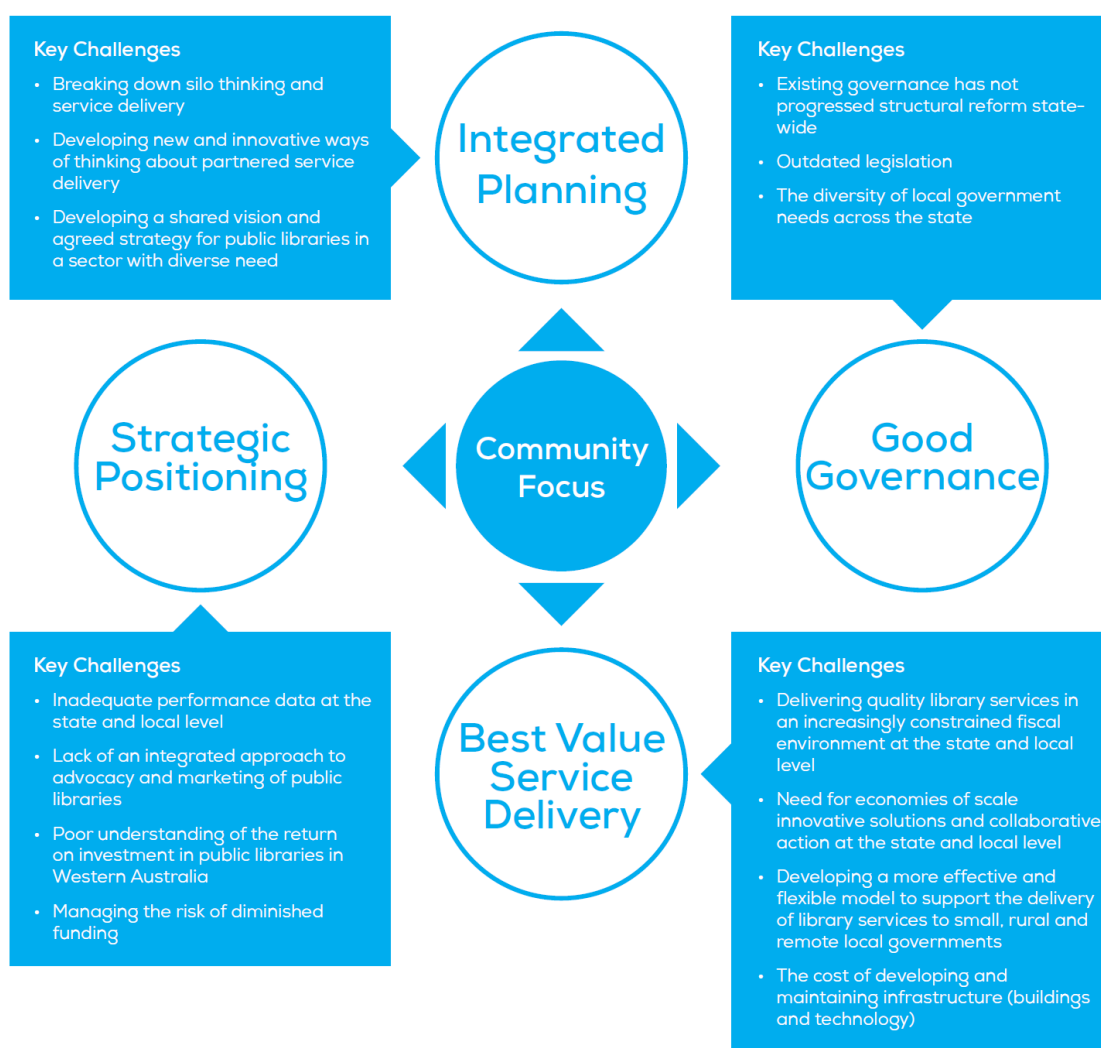 Key Challenges
• Breaking down silo thinking and
service delivery
• Developing new and innovative ways
of thinking about partnered service
delivery
• Developing a shared vision and
agreed strategy for public libraries in
a sector with diverse need
Integrated
Planning
Key Challenges
• Existing governance has not
progressed structural reform state-
wide
• Outdated legislation
• The diversity of local government
needs across the state
Strategic
Positioning
Community
Focus
Good
Governance
Key Challenges
• Inadequate performance data at the
state and local level
• Lack of an integrated approach to
advocacy and marketing of public
libraries
• Poor understanding of the return
on investment in public libraries in
Western Australia
• Managing the risk of diminished
funding
Best Value
Service
Delivery
Key Challenges
• Delivering quality library services in
an increasingly constrained fiscal
environment at the state and local
level
• Need for economies of scale
innovative solutions and collaborative
action at the state and local level
• Developing a more effective and
flexible model to support the delivery
of library services to small, rural and
remote local governments
• The cost of developing and
maintaining infrastructure (buildings
and technology)